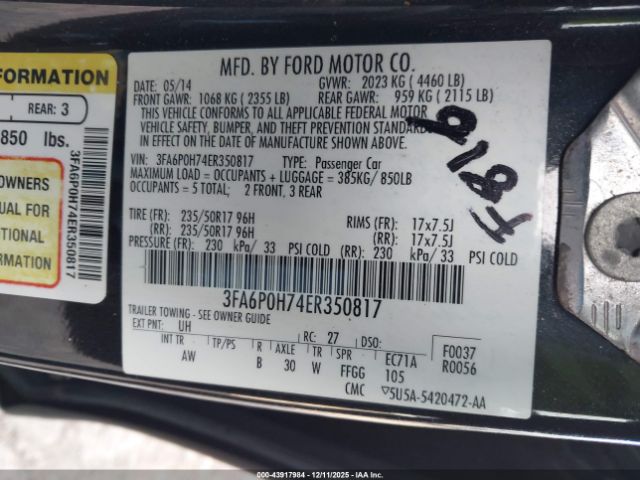 FORMATION
REAR: 3
850 lbs.
OWNERS
UAL FOR
TIONAL
RMATION
3FA6P0H74ER350817
MFD. BY FORD MOTOR CO.
DATE: 05/14 GVWR: 2023 KG ( 4460 LB)
FRONT GAWR: 1068 KG ( 2355 LB) REAR GAWR: 959 KG ( 2115 LB)
THIS VEHICLE CONFORMS TO ALL APPLICABLE FEDERAL MOTOR
VEHICLE SAFETY, BUMPER, AND THEFT PREVENTION STANDARDS
IN EFFECT ON THE DATE OF MANUFACTURE SHOWN ABOVE.
VIN: 3FA6P0H74ER350817 TYPE: Passenger Car
MAXIMUM LOAD = OCCUPANTS + LUGGAGE = 385KG/ 850LB
OCCUPANTS = 5 TOTAL; 2 FRONT, 3 REAR
TIRE (FR): 235/50R17 96H RIMS (FR): 17x7.5J
(RR): 235/50R17 96H (RR): 17x7.5J
PRESSURE (FR): 230 kPa/ 33 PSI COLD (RR): 230 kPa/ 33 PSI COLD
3FA6P0H74ER350817
TRAILER TOWING - SEE OWNER GUIDE
EXT PNT: UH RC: 27 DSO:
INT TR TP/PS R AXLE TR SPR EC71A F0037
AW B 30 W FFGG 105 R0056
CMC 5U5A-5420472-AA
000-43917984 - 12/11/2025 - IAA Inc.